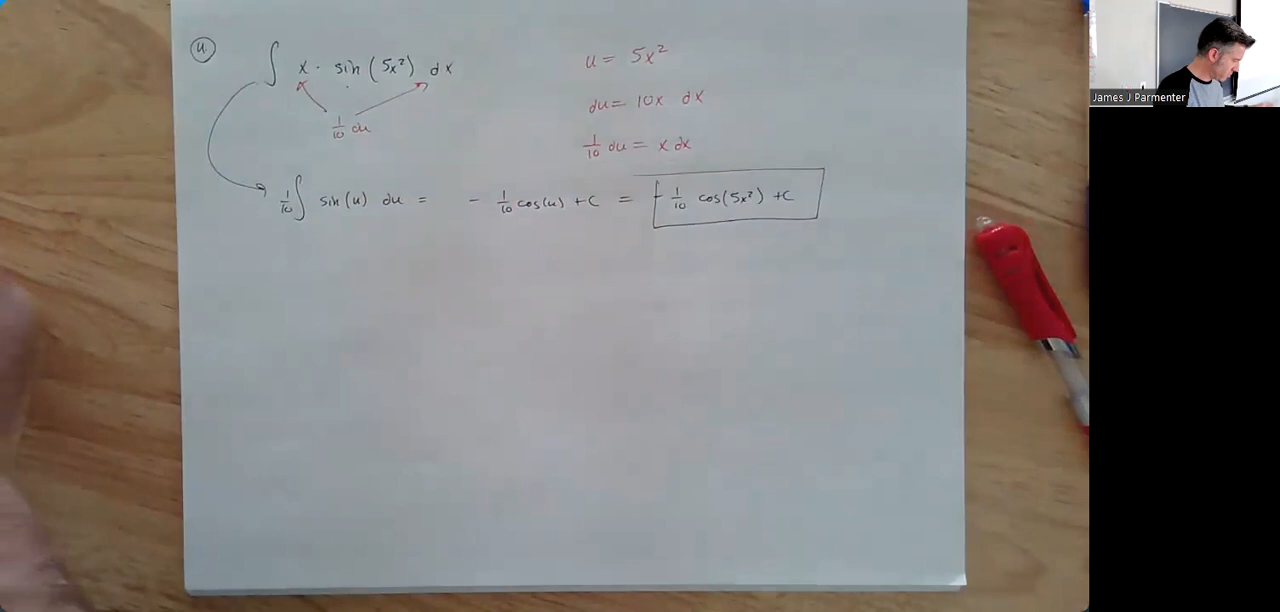 4
∫ x · sin(5x²) dx
1/10 du
u = 5x²
du = 10x dx
1/10 du = x dx
1/10 ∫ sin(u) du = - 1/10 cos(u) + C = - 1/10 cos(5x²) + C
James J Parmenter